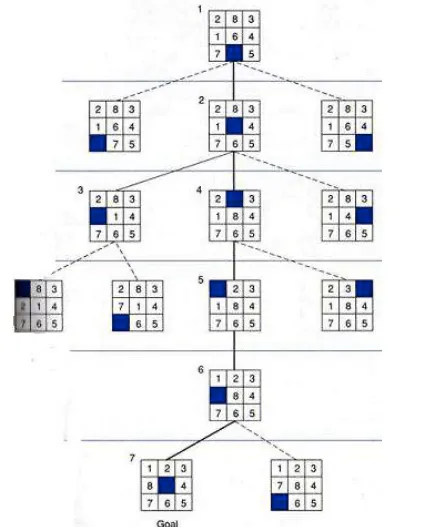 1
2 8 3
1 6 4
7 5
2
2 8 3 2 8 3 2 8 3
1 6 4 1 4 1 6 4
7 5 7 6 5 7 5
3 4
2 8 3 2 3 2 8 3
1 4 1 8 4 1 4
7 6 5 7 6 5 7 6 5
5
8 3 2 8 3 2 3 2 3
2 1 4 7 1 4 1 8 4 1 8 4
7 6 5 6 5 7 6 5 7 6 5
6
1 2 3
8 4
7 6 5
7
1 2 3 1 2 3
8 4 7 8 4
7 6 5 6 5
Goal